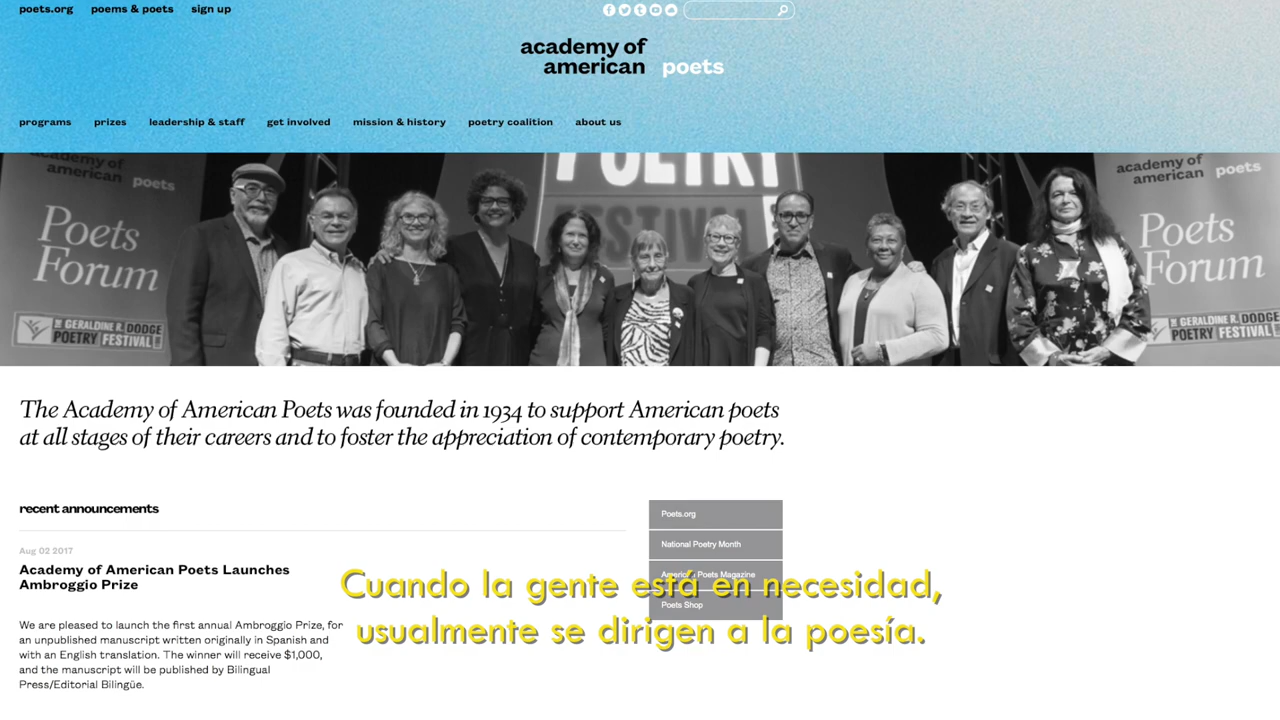 poets.org poems & poets sign up
academy of
american poets
programs prizes leadership & staff get involved mission & history poetry coalition about us
academy of
american poets
Poets
Forum
THE GERALDINE R. DODGE
POETRY FESTIVAL
POETRY
FESTIVAL
academy of
american poets
Poets
Forum
GERALDINE R. DODGE
POETRY FESTIVAL
The Academy of American Poets was founded in 1934 to support American poets
at all stages of their careers and to foster the appreciation of contemporary poetry.
recent announcements
Aug 02 2017
Academy of American Poets Launches
Ambroggio Prize
We are pleased to launch the first annual Ambroggio Prize, for
an unpublished manuscript written originally in Spanish and
with an English translation. The winner will receive $1,000,
and the manuscript will be published by Bilingual
Press/Editorial Bilingüe.
Poets.org
National Poetry Month
American Poets Magazine
Poets Shop
Cuando la gente está en necesidad,
usualmente se dirigen a la poesía.